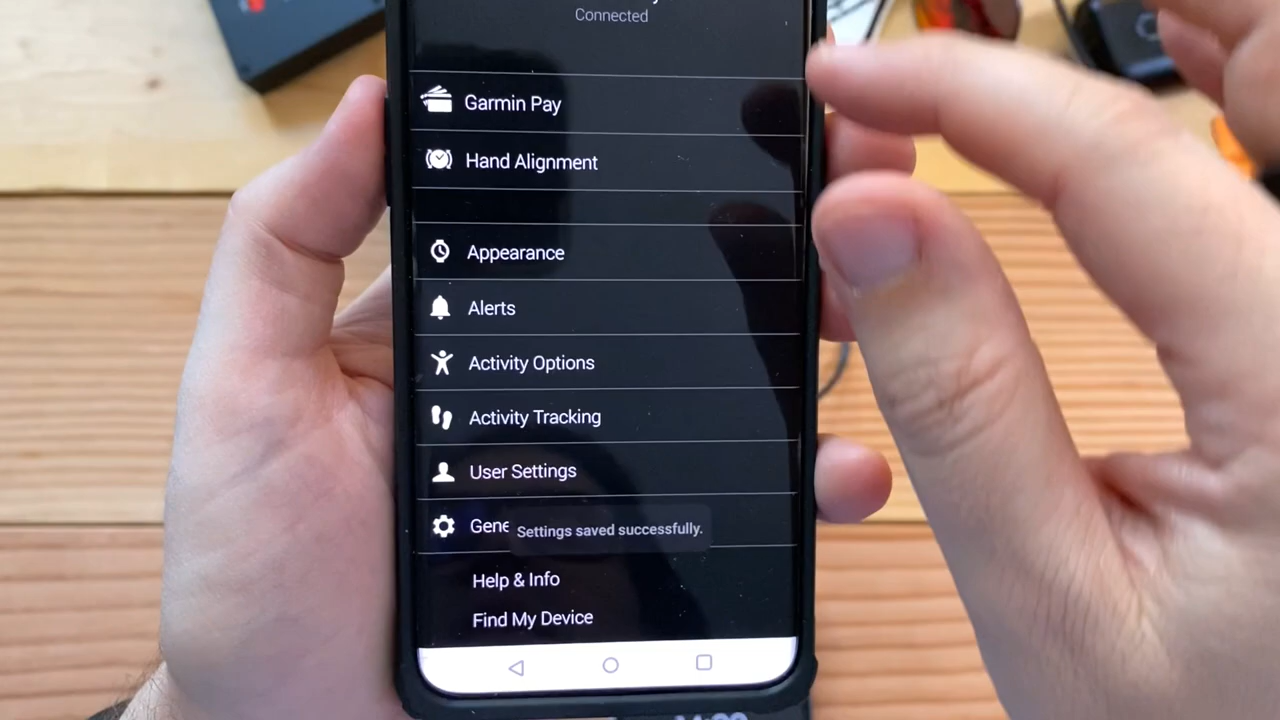 Connected
Garmin Pay
Hand Alignment
Appearance
Alerts
Activity Options
Activity Tracking
User Settings
Gene
Settings saved successfully.
Help & Info
Find My Device